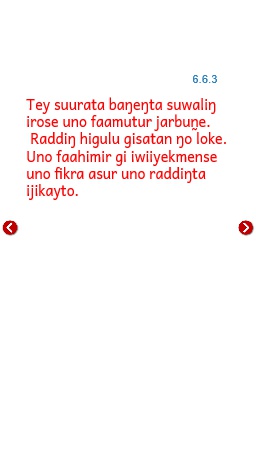 6.6.3
Tey suurata baŋeŋta suwaliŋ
irose uno faamutur jarbuŋe.
Raddiŋ higulu gisatan ŋo loke.
Uno faahimir gi iwiiyekmense
uno fikra asur uno raddiŋta
ijikayto.